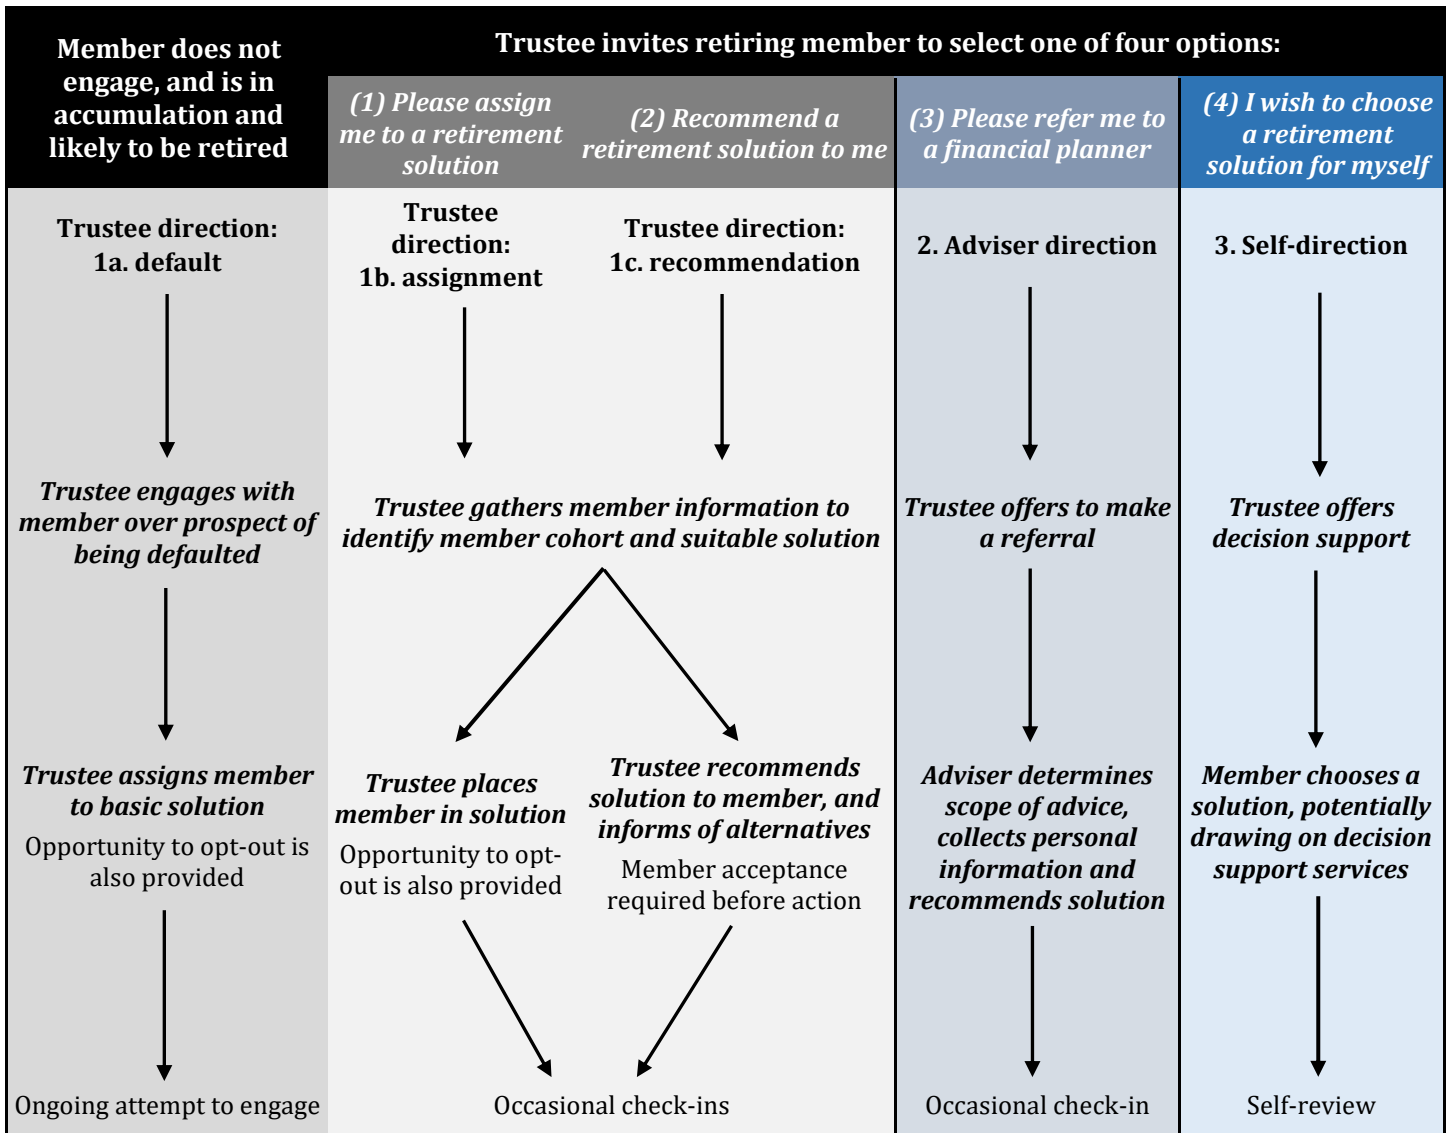 Member does not
engage, and is in
accumulation and
likely to be retired
Trustee invites retiring member to select one of four options:
(1) Please assign
me to a retirement
solution
(2) Recommend a
retirement solution to me
(3) Please refer me to
a financial planner
(4) I wish to choose
a retirement
solution for myself
Trustee direction:
1a. default
Trustee
direction:
1b. assignment
Trustee direction:
1c. recommendation
2. Adviser direction
3. Self-direction
Trustee engages with
member over prospect of
being defaulted
Trustee gathers member information to
identify member cohort and suitable solution
Trustee offers to make
a referral
Trustee offers
decision support
Trustee assigns member
to basic solution
Opportunity to opt-out is
also provided
Trustee places
member in solution
Opportunity to opt-
out is also provided
Trustee recommends
solution to member, and
informs of alternatives
Member acceptance
required before action
Adviser determines
scope of advice,
collects personal
information and
recommends solution
Member chooses a
solution, potentially
drawing on decision
support services
Ongoing attempt to engage
Occasional check-ins
Occasional check-in
Self-review